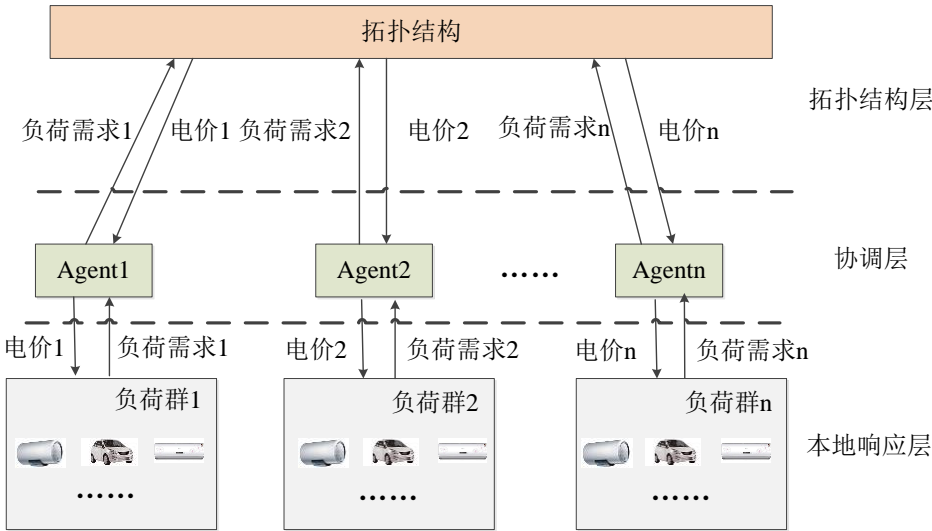 拓扑结构
拓扑结构层
负荷需求1
电价1
负荷需求2
电价2
负荷需求n
电价n
Agent1
Agent2
……
Agentn
协调层
电价1
负荷需求1
电价2
负荷需求2
电价n
负荷需求n
负荷群1
负荷群2
负荷群n
本地响应层
……
……
……